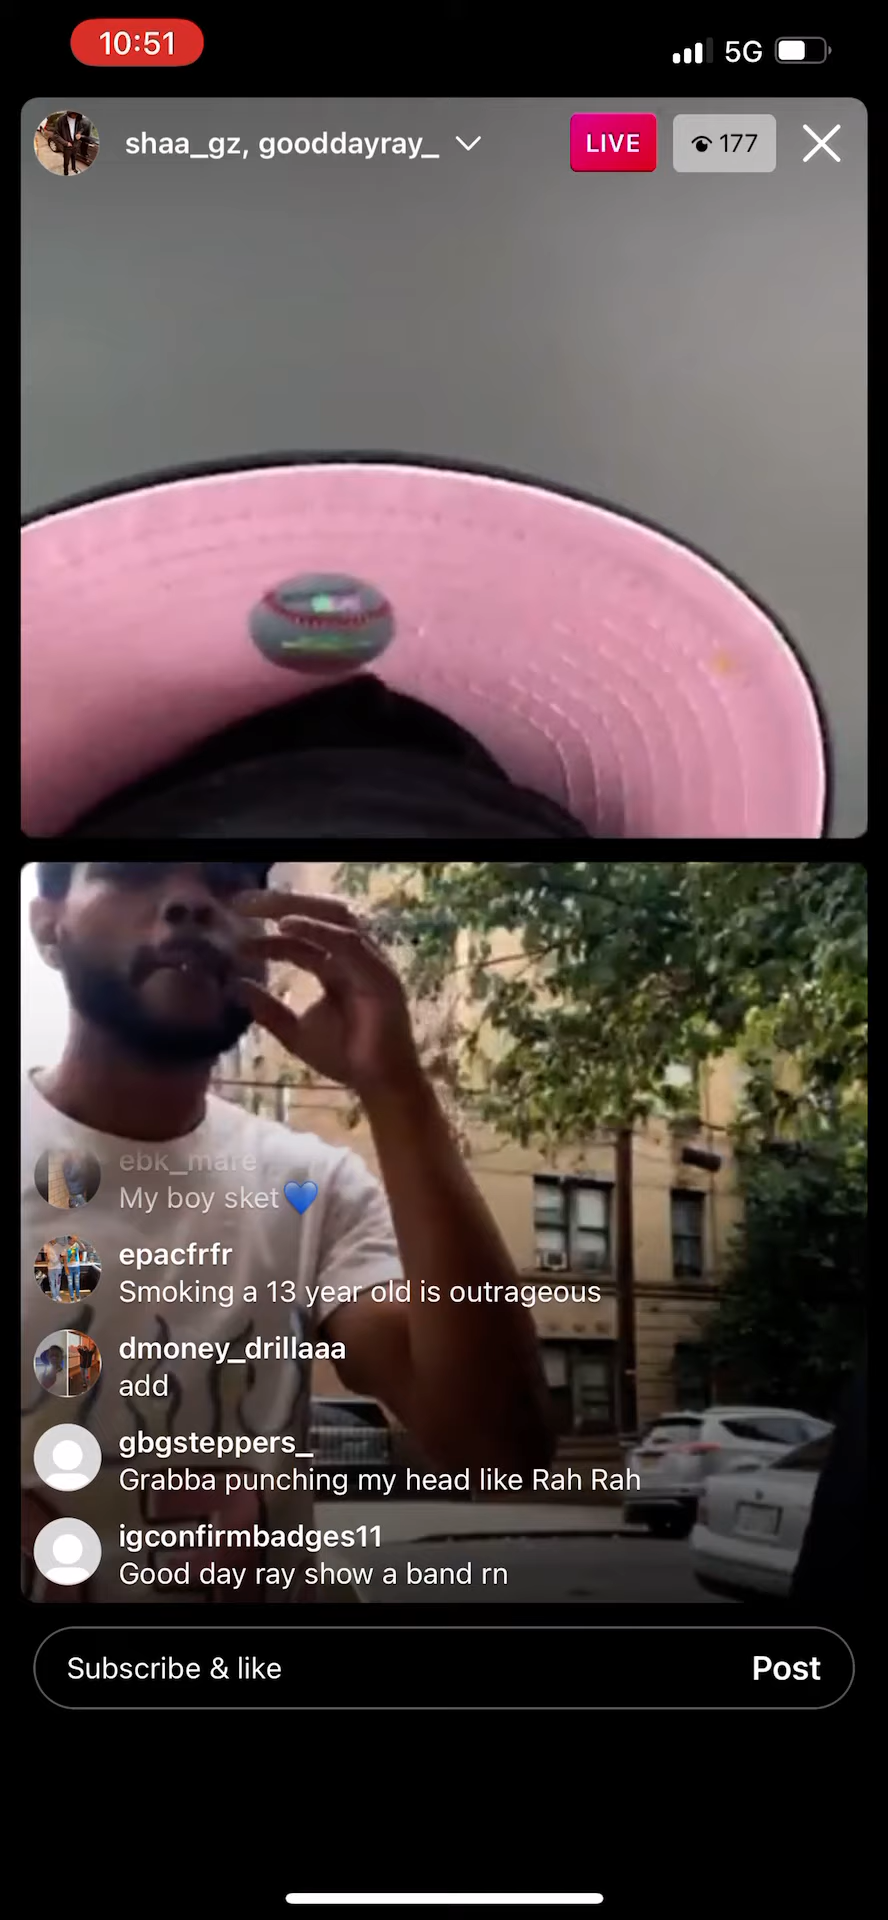 10:51
5G
shaa_gz, gooddayray_
LIVE
177
ebk_mare
My boy sket💙
epacfrfr
Smoking a 13 year old is outrageous
dmoney_drillaaa
add
gbgsteppers_
Grabba punching my head like Rah Rah
igconfirmbadges11
Good day ray show a band rn
Subscribe & like
Post